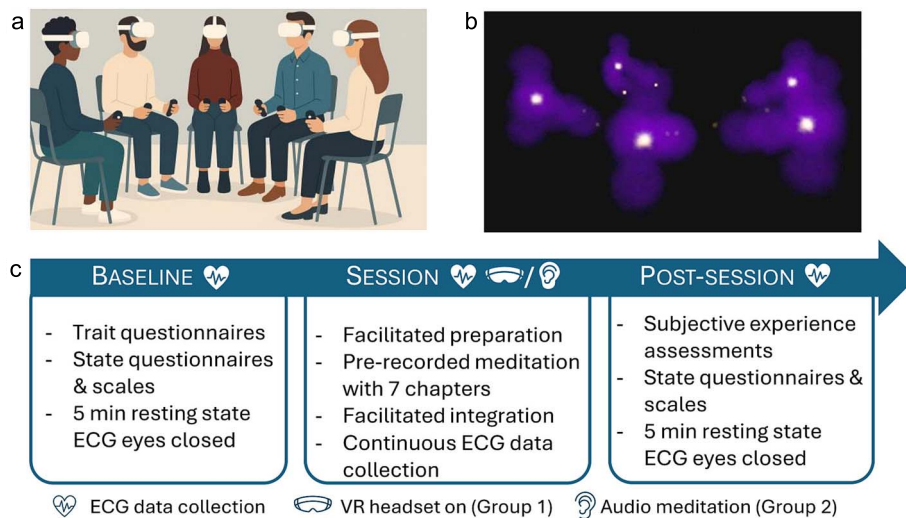 a
b
c
BASELINE
SESSION
/
POST-SESSION
- Trait questionnaires
- State questionnaires
& scales
- 5 min resting state
ECG eyes closed
- Facilitated preparation
- Pre-recorded meditation
with 7 chapters
- Facilitated integration
- Continuous ECG data
collection
- Subjective experience
assessments
- State questionnaires &
scales
- 5 min resting state
ECG eyes closed
ECG data collection
VR headset on (Group 1)
Audio meditation (Group 2)